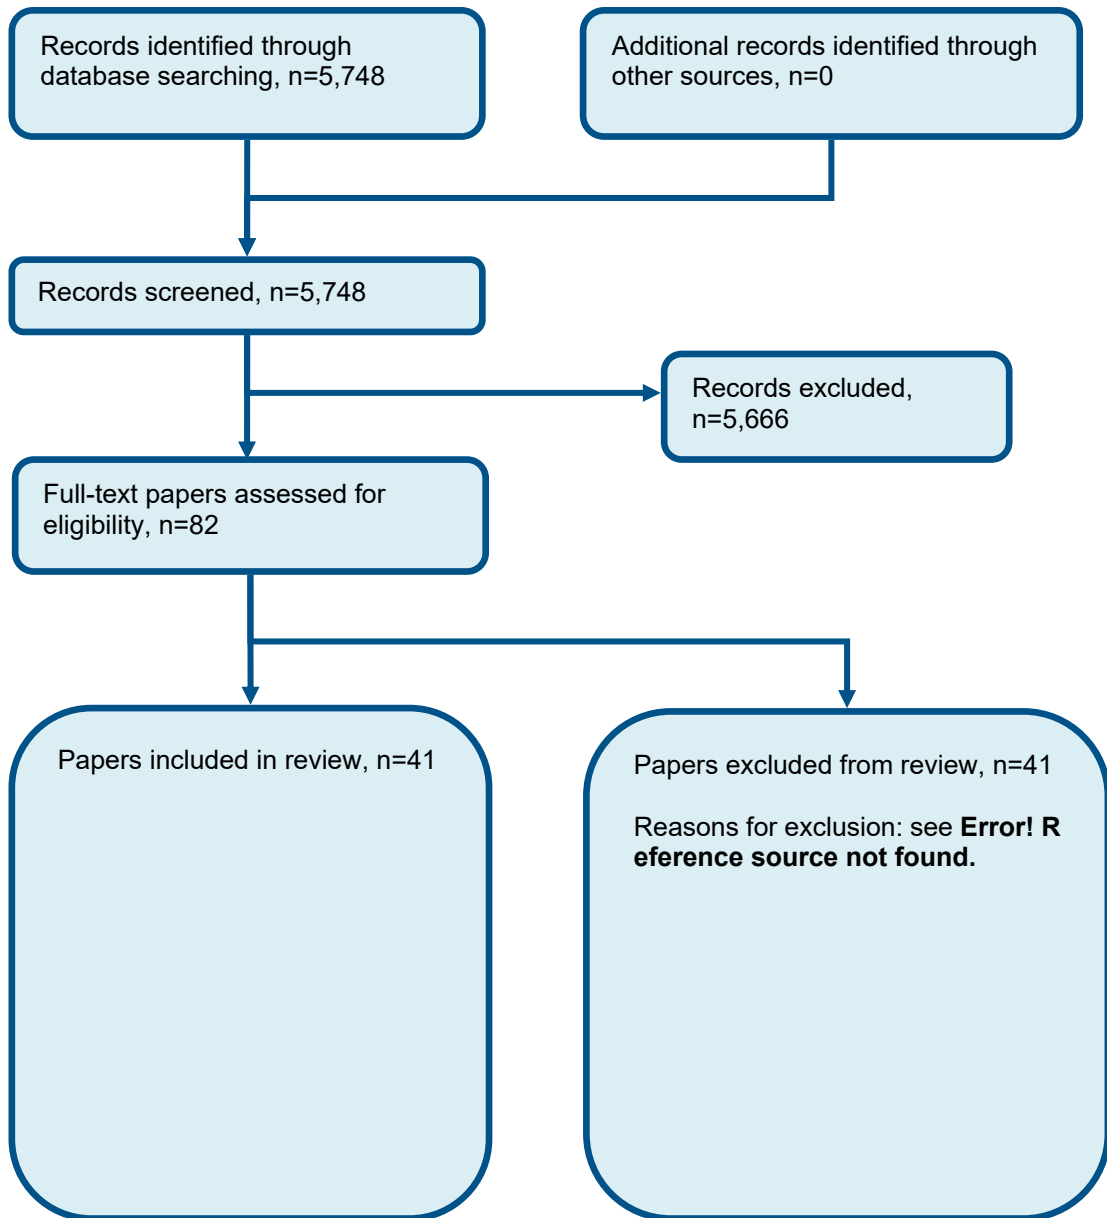 Records identified through
database searching, n=5,748
Additional records identified through
other sources, n=0
Records screened, n=5,748
Records excluded,
n=5,666
Full-text papers assessed for
eligibility, n=82
Papers included in review, n=41
Papers excluded from review, n=41
Reasons for exclusion: see Error! R
eference source not found.